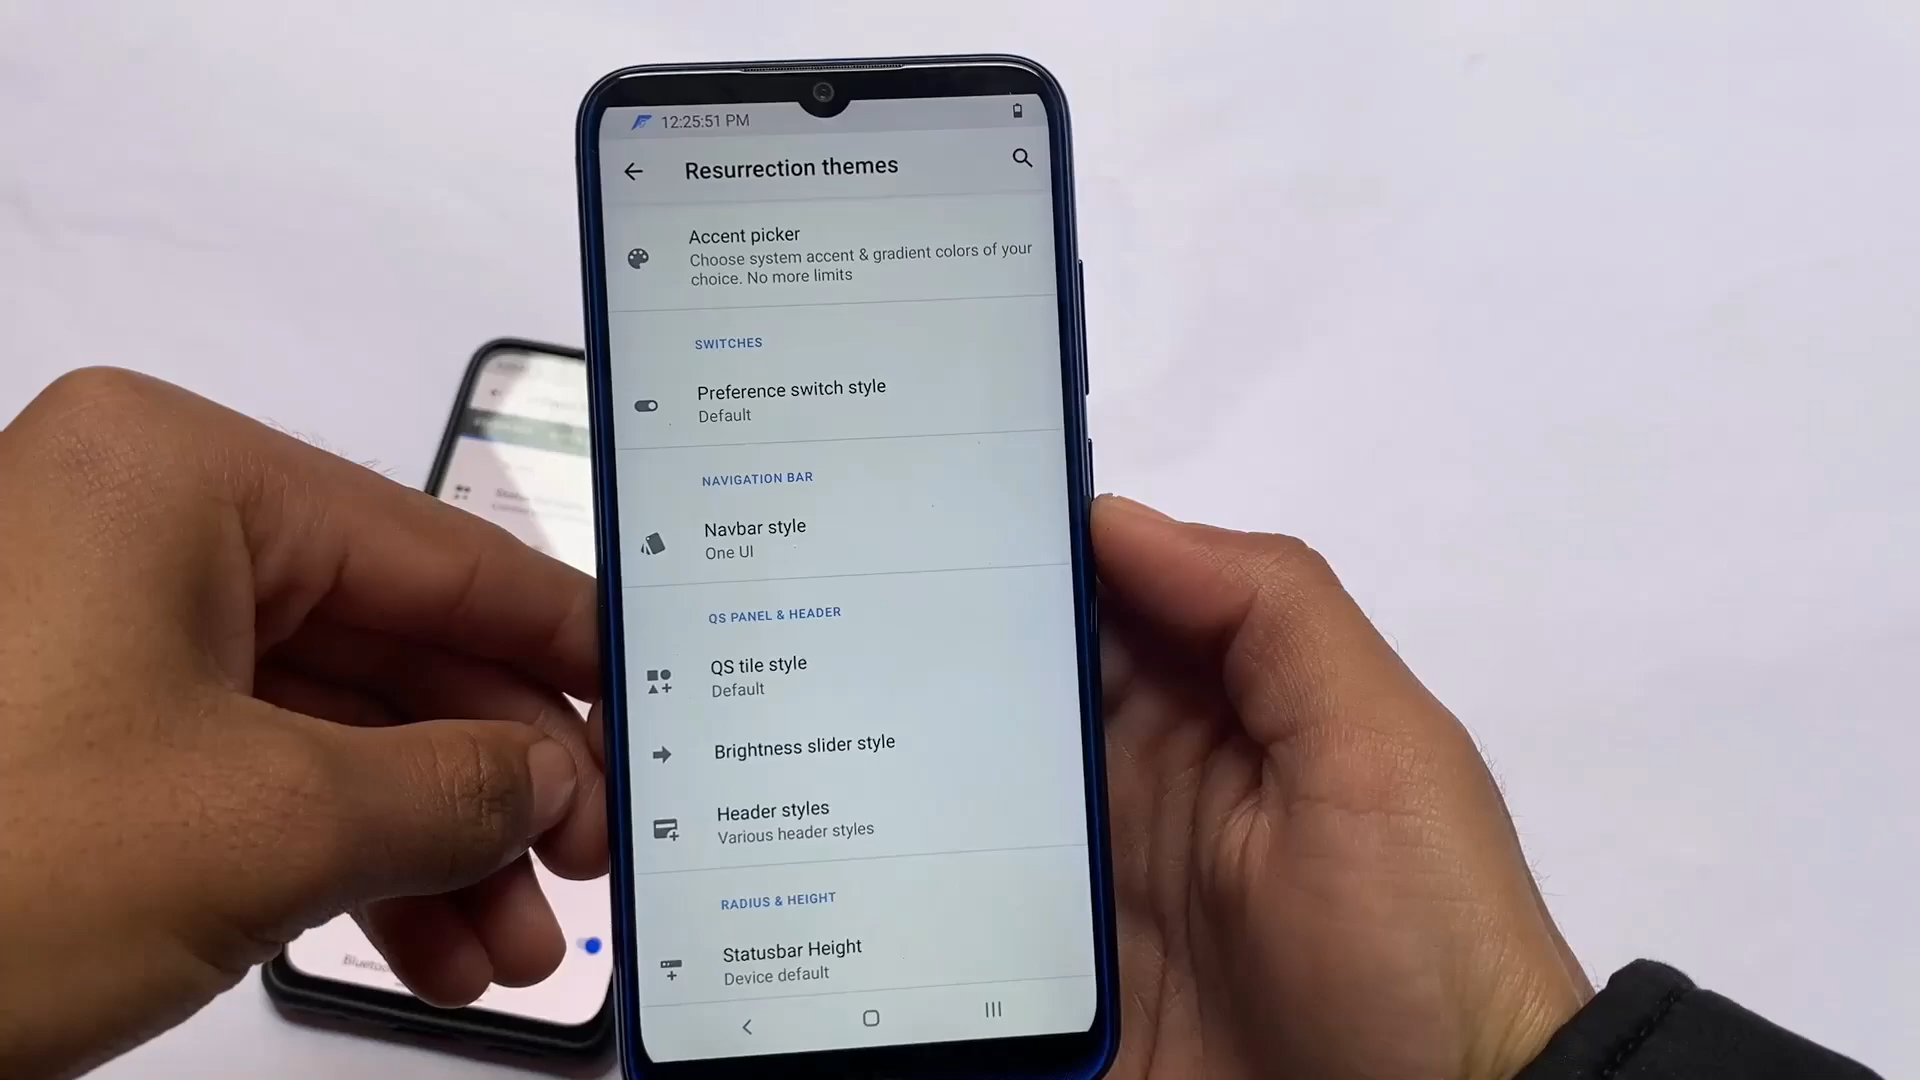 12:25:51 PM
Resurrection themes
Accent picker
Choose system accent & gradient colors of your
choice. No more limits
SWITCHES
Preference switch style
Default
NAVIGATION BAR
Navbar style
One UI
QS PANEL & HEADER
QS tile style
Default
Brightness slider style
Header styles
Various header styles
RADIUS & HEIGHT
Statusbar Height
Device default